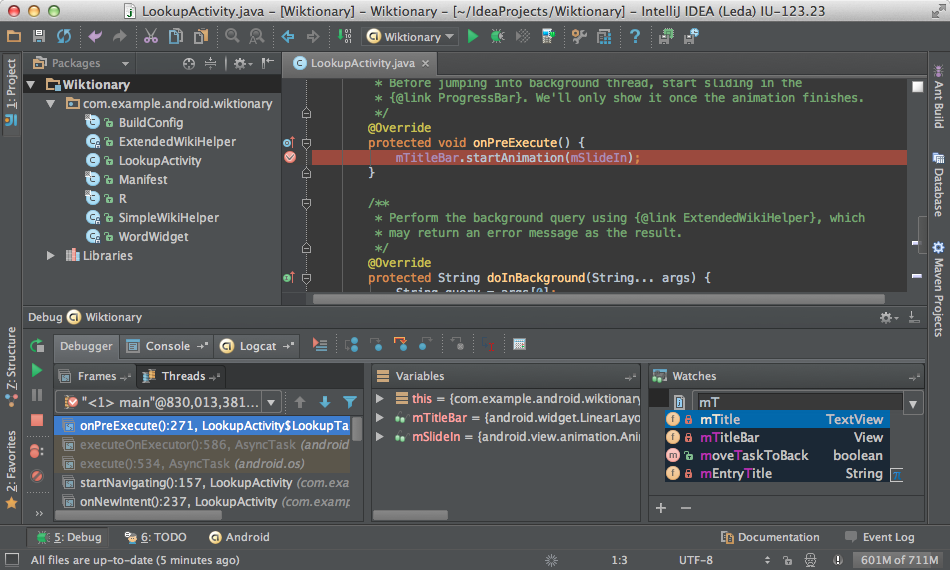 LookupActivity.java - [Wiktionary] - Wiktionary - [~/IdeaProjects/Wiktionary] - IntelliJ IDEA (Leda) IU-123.23
Wiktionary
1: Project
Packages
LookupActivity.java
Wiktionary
com.example.android.wiktionary
BuildConfig
ExtendedWikiHelper
LookupActivity
Manifest
R
SimpleWikiHelper
WordWidget
Libraries
* Before jumping into background thread, start sliding in the
* {@link ProgressBar}. We'll only show it once the animation finishes.
*/
@Override
protected void onPreExecute() {
mTitleBar.startAnimation(mSlideIn);
}
/**
* Perform the background query using {@link ExtendedWikiHelper}, which
* may return an error message as the result.
*/
@Override
protected String doInBackground(String... args) {
String query = args[0];
Ant Build
Database
Maven Projects
Debug Wiktionary
Z: Structure
2: Favorites
Debugger
Console
Logcat
Frames
Threads
"<1> main"@830,013,381...
onPreExecute():271, LookupActivity$LookupTa
executeOnExecutor():586, AsyncTask (android
execute():534, AsyncTask (android.os)
startNavigating():157, LookupActivity (com.exa
onNewIntent():237, LookupActivity (com.examp
Variables
this = {com.example.android.wiktionary
mTitleBar = {android.widget.LinearLayo
mSlideIn = {android.view.animation.Ani
Watches
mT
mTitle TextView
mTitleBar View
moveTaskToBack boolean
mEntryTitle String
5: Debug
6: TODO
Android
Documentation
Event Log
All files are up-to-date (5 minutes ago)
1:3
UTF-8
601M of 711M